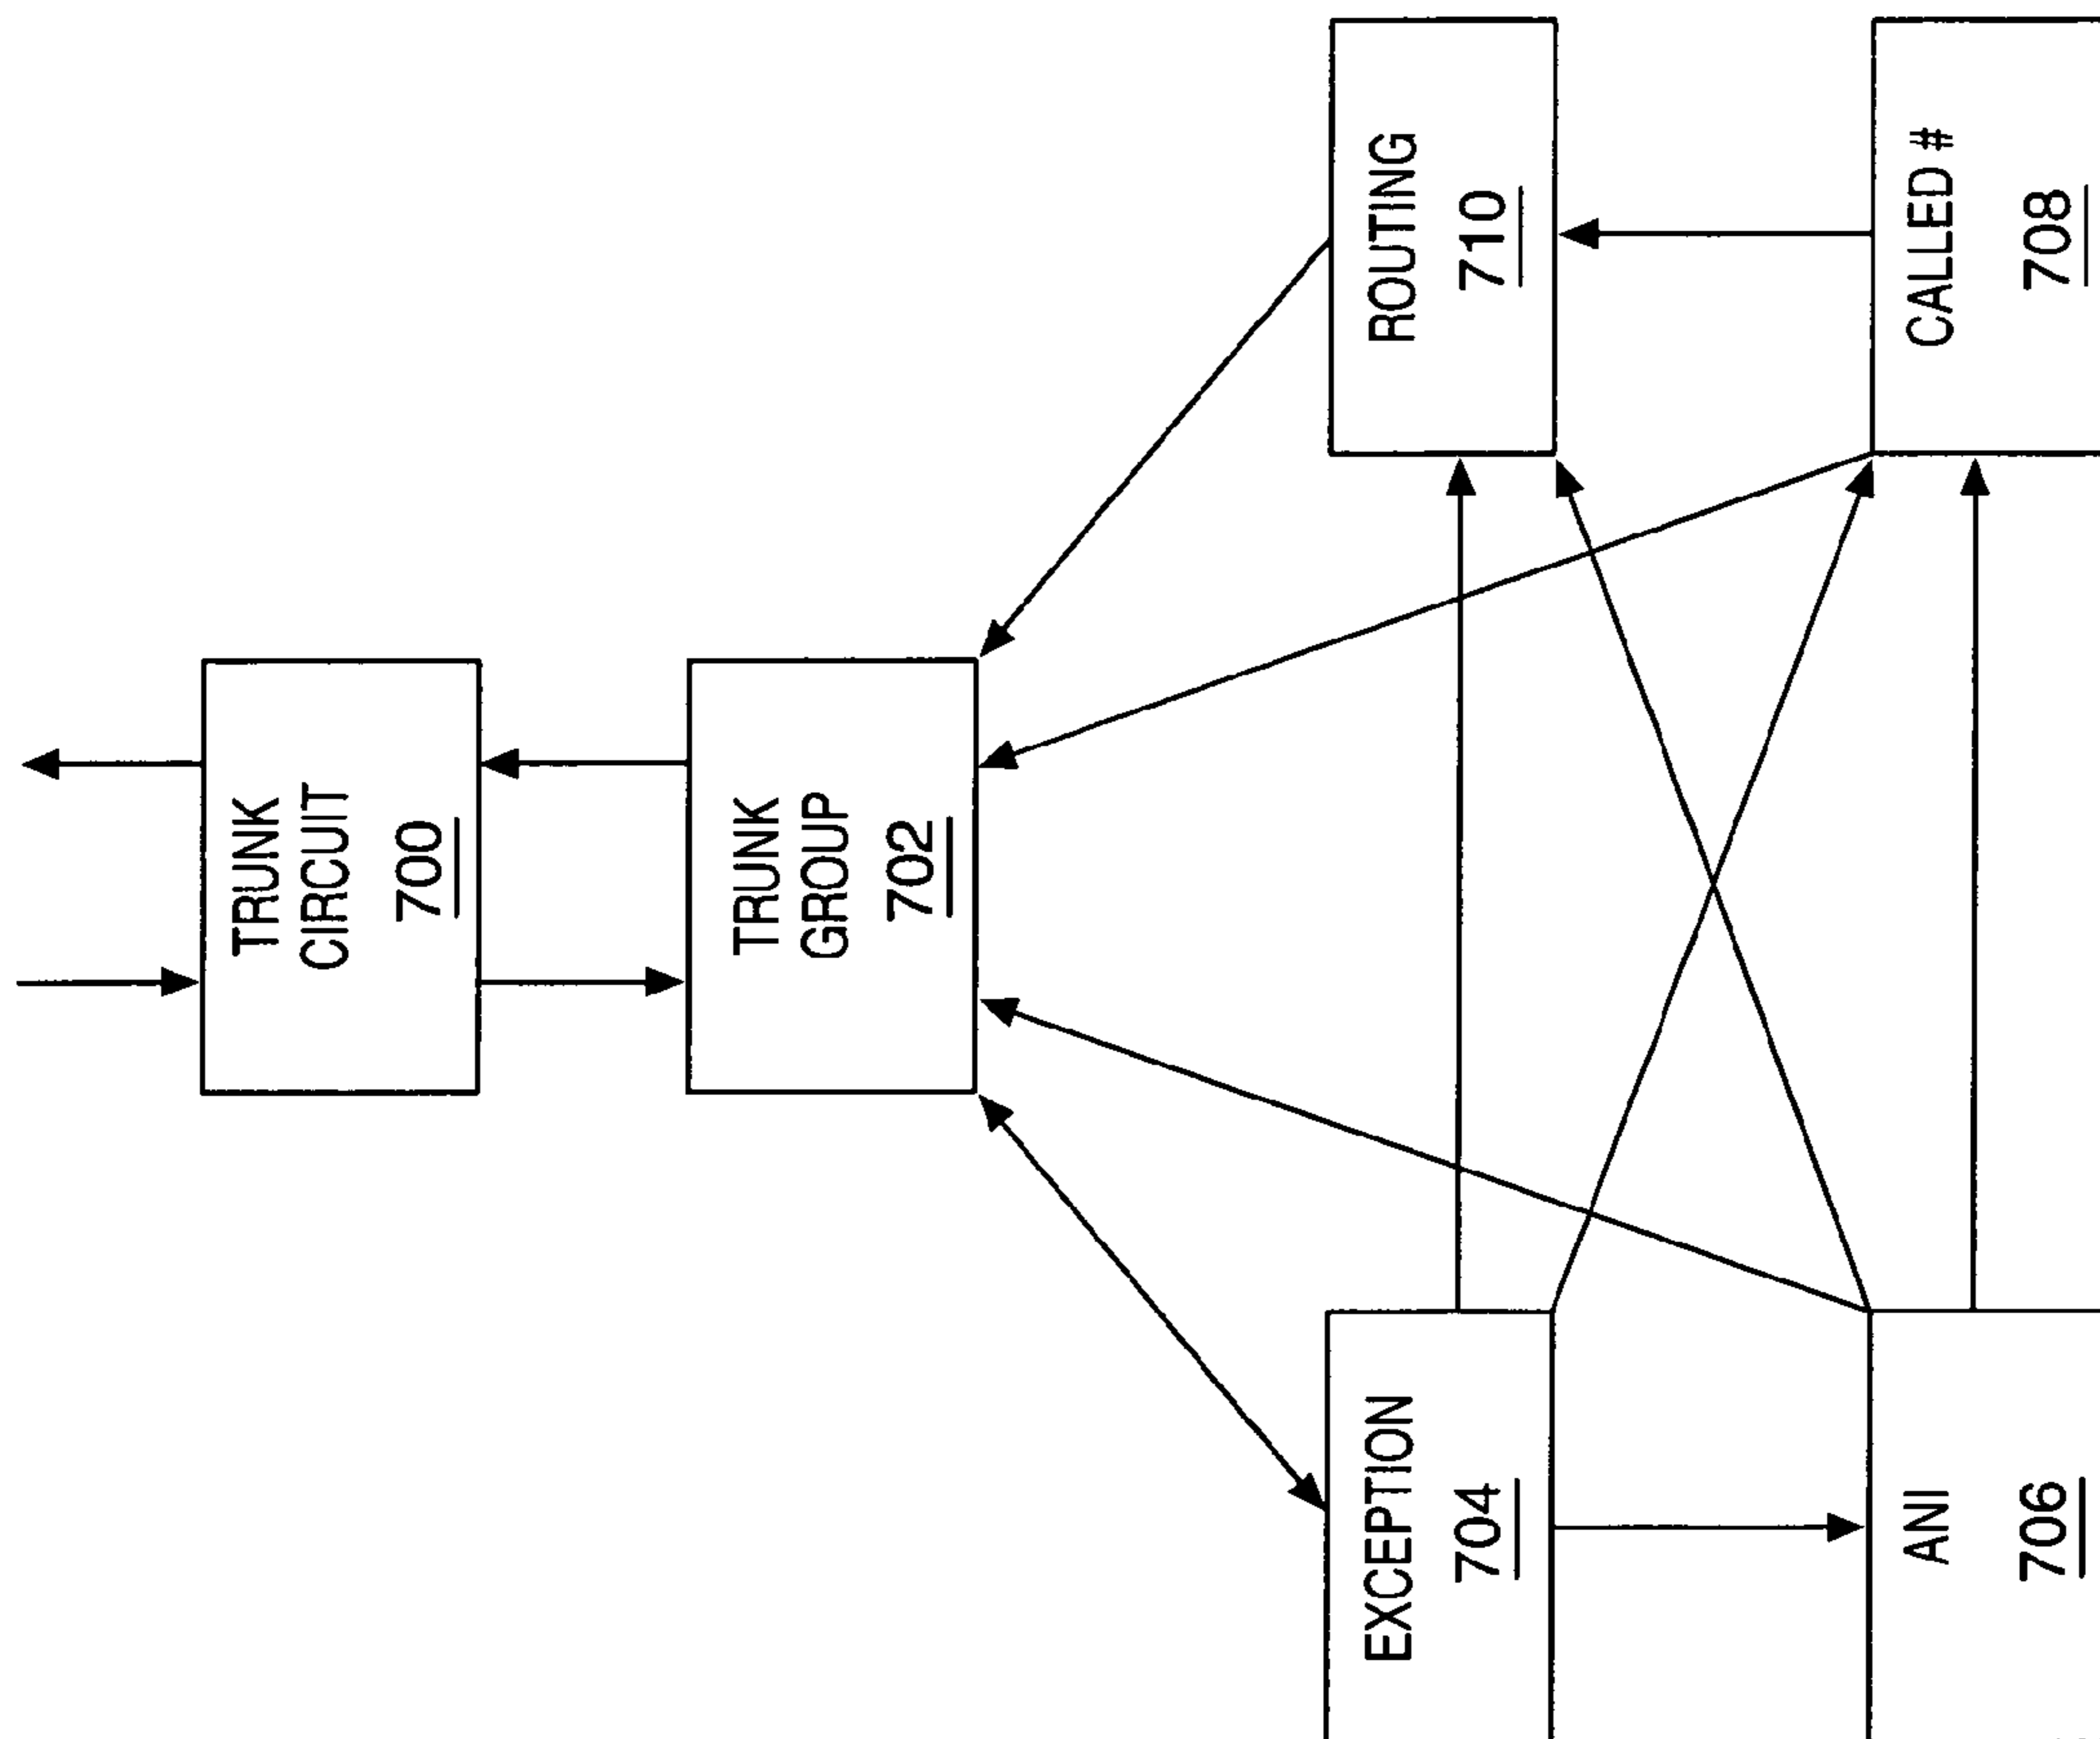 TRUNK
CIRCUIT
700
TRUNK
GROUP
702
EXCEPTION
704
ROUTING
710
ANI
706
CALLED #
708